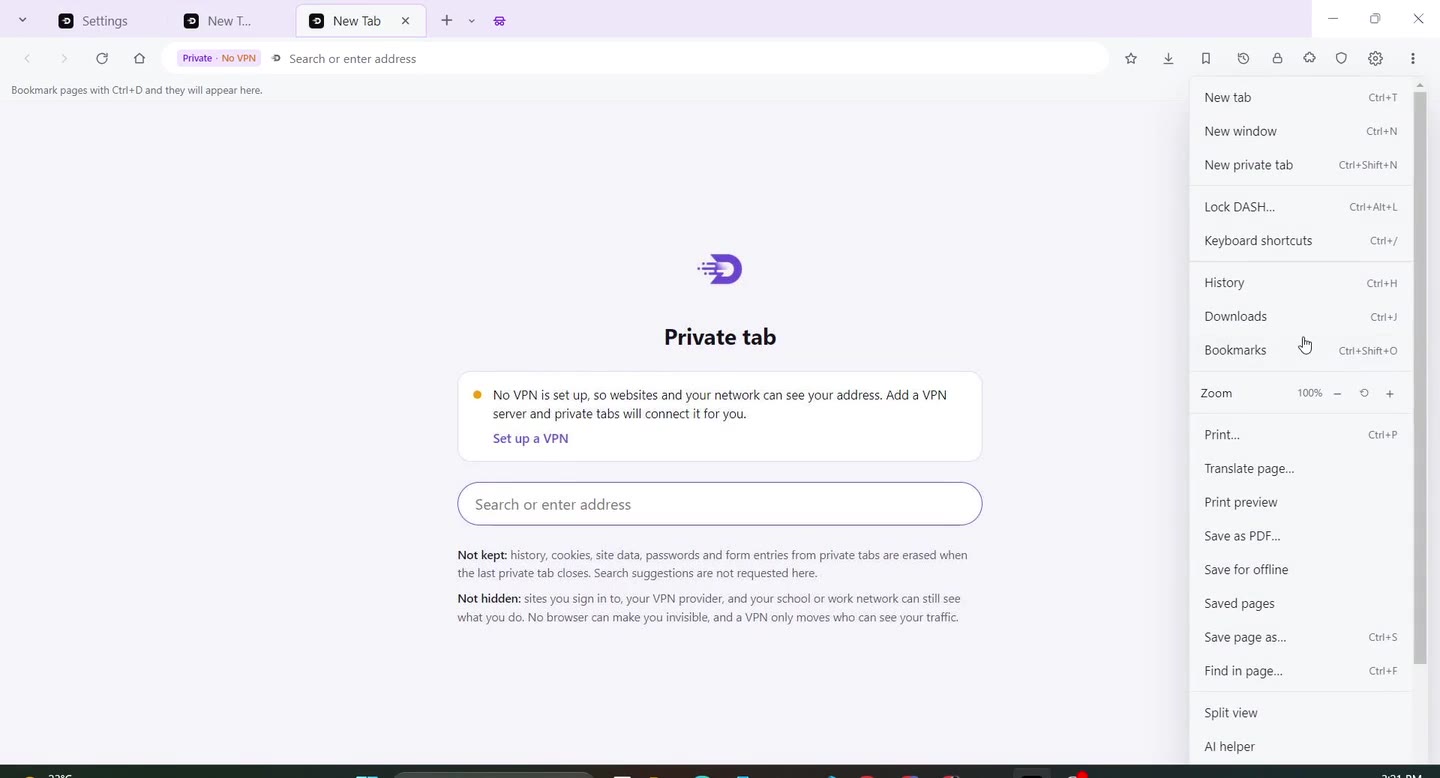 Settings
New T...
New Tab
Private · No VPN
Search or enter address
Bookmark pages with Ctrl+D and they will appear here.
New tab Ctrl+T
New window Ctrl+N
New private tab Ctrl+Shift+N
Lock DASH... Ctrl+Alt+L
Keyboard shortcuts Ctrl+/
History Ctrl+H
Downloads Ctrl+J
Bookmarks Ctrl+Shift+O
Zoom 100% − +
Print... Ctrl+P
Translate page...
Print preview
Save as PDF...
Save for offline
Saved pages
Save page as... Ctrl+S
Find in page... Ctrl+F
Split view
AI helper
Private tab
No VPN is set up, so websites and your network can see your address. Add a VPN
server and private tabs will connect it for you.
Set up a VPN
Search or enter address
Not kept: history, cookies, site data, passwords and form entries from private tabs are erased when
the last private tab closes. Search suggestions are not requested here.
Not hidden: sites you sign in to, your VPN provider, and your school or work network can still see
what you do. No browser can make you invisible, and a VPN only moves who can see your traffic.